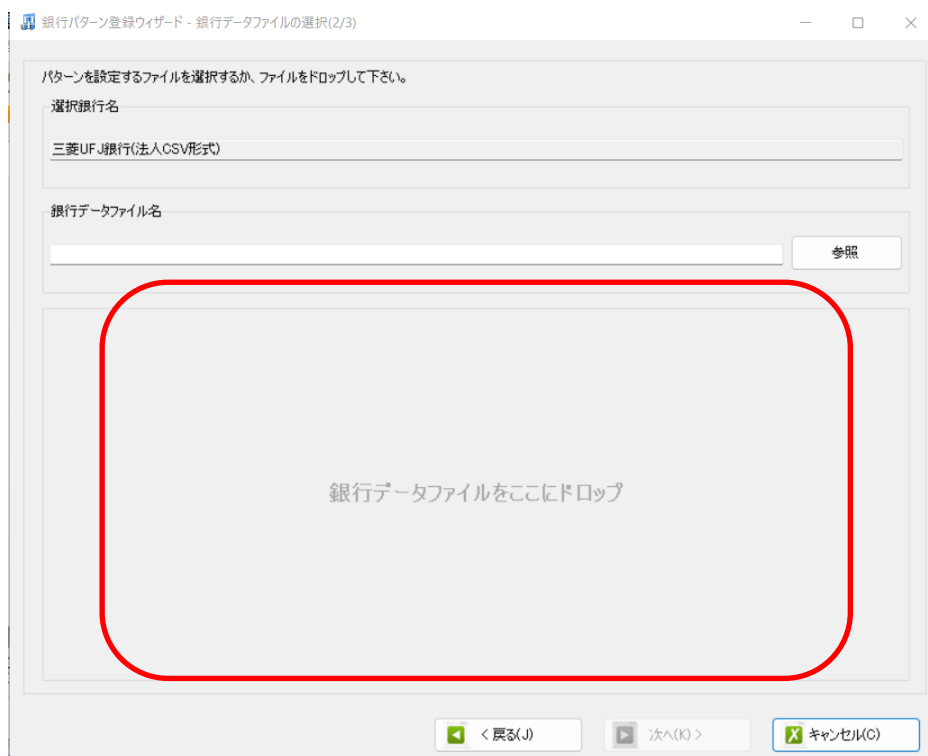 銀行パターン登録ウィザード - 銀行データファイルの選択(2/3)
パターンを設定するファイルを選択するか、ファイルをドロップして下さい。
選択銀行名
三菱UFJ銀行(法人CSV形式)
銀行データファイル名
参照
銀行データファイルをここにドロップ
< 戻る(J)
次へ(K) >
キャンセル(C)